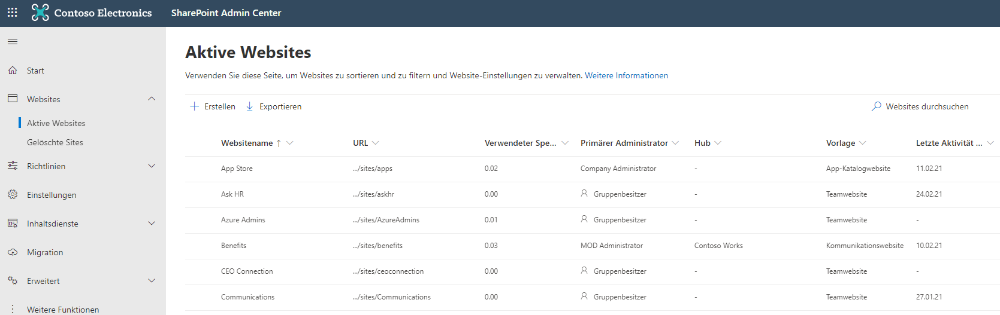 Contoso Electronics SharePoint Admin Center
Start
Websites
Aktive Websites
Gelöschte Sites
Richtlinien
Einstellungen
Inhaltsdienste
Migration
Erweitert
Weitere Funktionen
Aktive Websites
Verwenden Sie diese Seite, um Websites zu sortieren und zu filtern und Website-Einstellungen zu verwalten. Weitere Informationen
Erstellen Exportieren Websites durchsuchen
Websitename URL Verwendeter Spe... Primärer Administrator Hub Vorlage Letzte Aktivität ...
App Store .../sites/apps 0.02 Company Administrator - App-Katalogwebsite 11.02.21
Ask HR .../sites/askhr 0.00 Gruppenbesitzer - Teamwebsite 24.02.21
Azure Admins .../sites/AzureAdmins 0.01 Gruppenbesitzer - Teamwebsite -
Benefits .../sites/benefits 0.03 MOD Administrator Contoso Works Kommunikationswebsite 10.02.21
CEO Connection .../sites/ceoconnection 0.00 Gruppenbesitzer - Teamwebsite -
Communications .../sites/Communications 0.00 Gruppenbesitzer - Teamwebsite 27.01.21